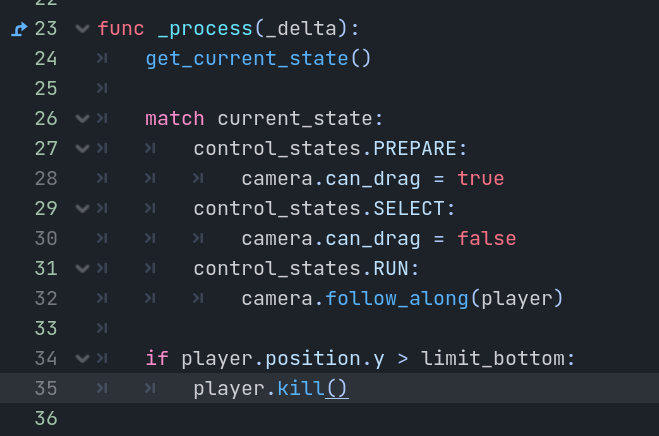 22
23 func _process(_delta):
24 get_current_state()
25
26 match current_state:
27 control_states.PREPARE:
28 camera.can_drag = true
29 control_states.SELECT:
30 camera.can_drag = false
31 control_states.RUN:
32 camera.follow_along(player)
33
34 if player.position.y > limit_bottom:
35 player.kill()
36